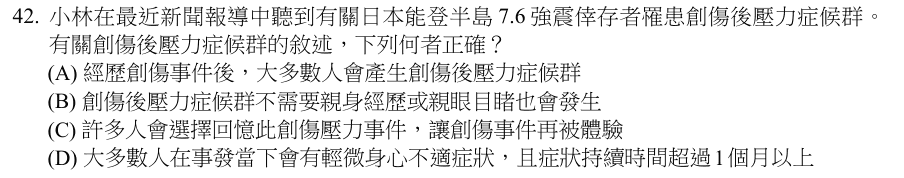 42. 小林在最近新聞報導中聽到有關日本能登半島 7.6 強震倖存者罹患創傷後壓力症候群。
有關創傷後壓力症候群的敘述，下列何者正確？
(A) 經歷創傷事件後，大多數人會產生創傷後壓力症候群
(B) 創傷後壓力症候群不需要親身經歷或親眼目睹也會發生
(C) 許多人會選擇回憶此創傷壓力事件，讓創傷事件再被體驗
(D) 大多數人在事發當下會有輕微身心不適症狀，且症狀持續時間超過 1 個月以上